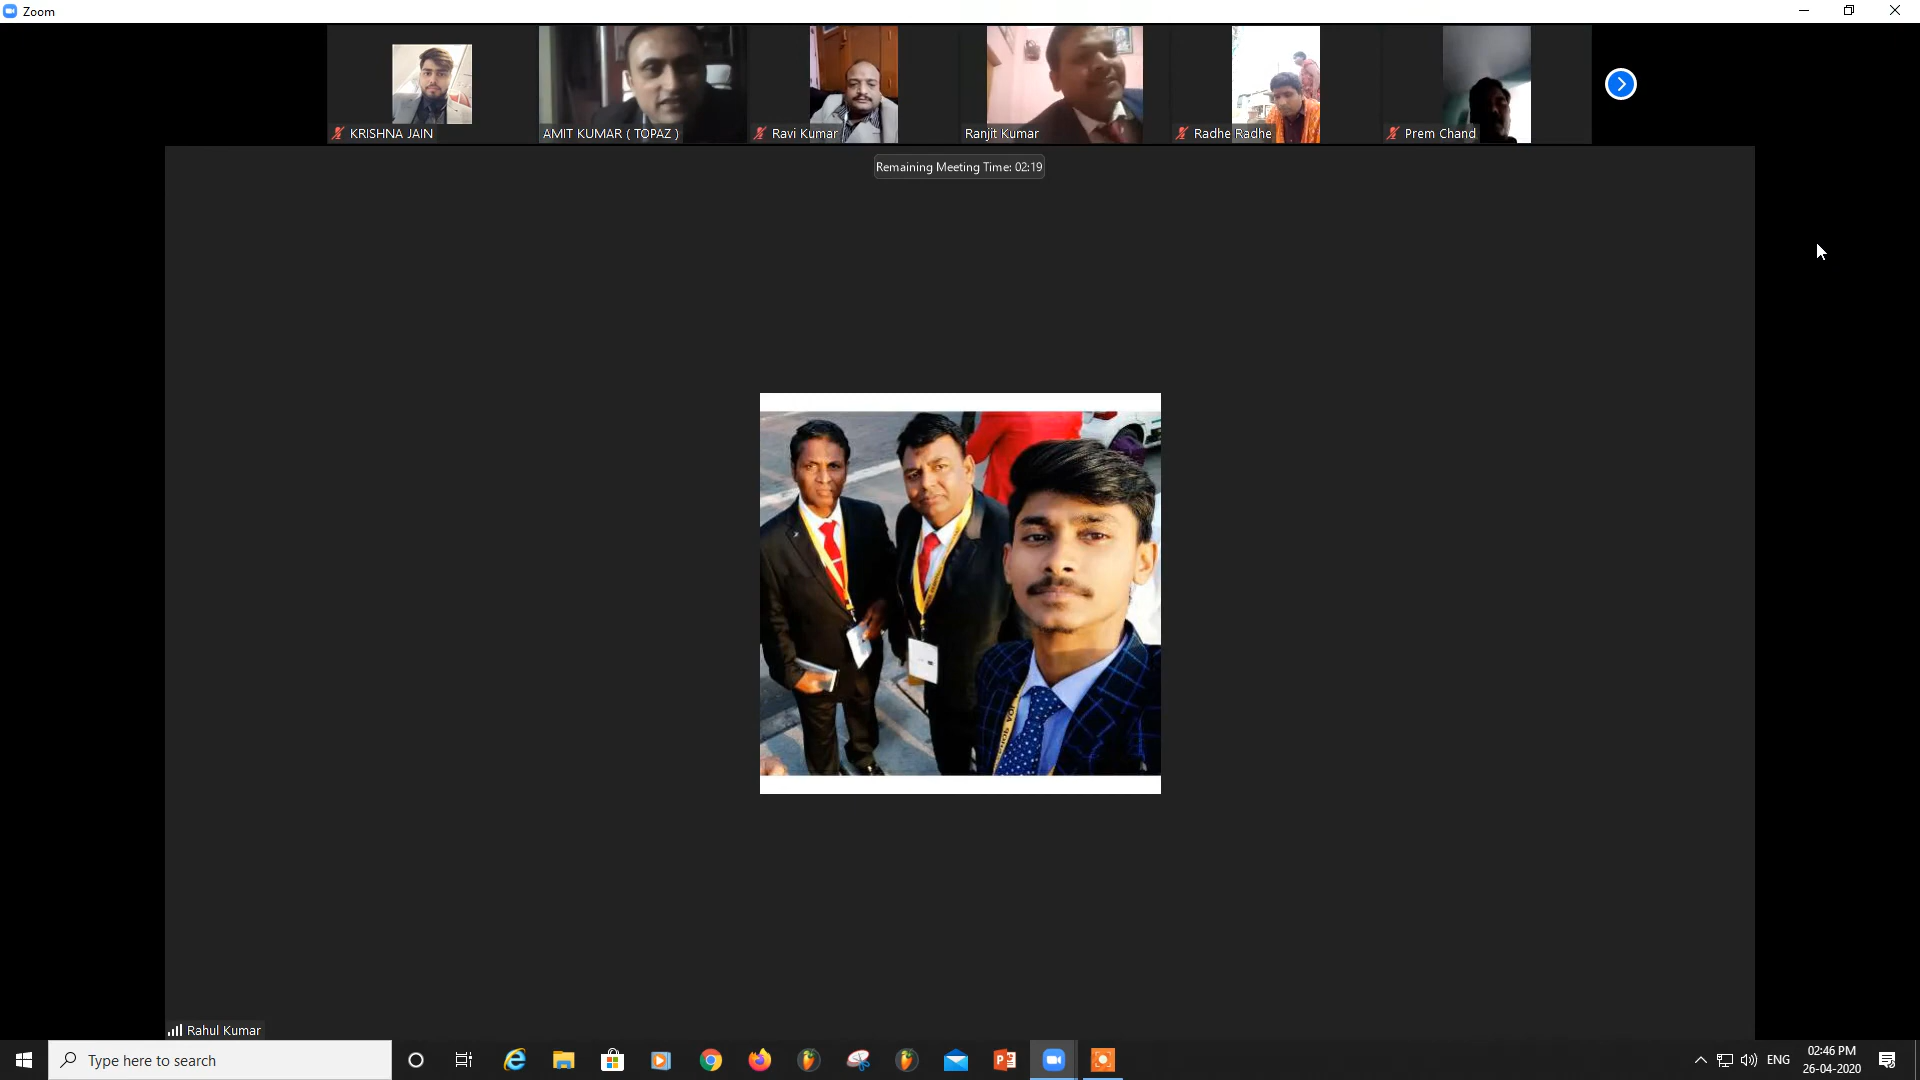 Zoom
KRISHNA JAIN
AMIT KUMAR ( TOPAZ )
Ravi Kumar
Ranjit Kumar
Radhe Radhe
Prem Chand
Remaining Meeting Time: 02:19
Rahul Kumar
Type here to search
ENG
02:46 PM
26-04-2020